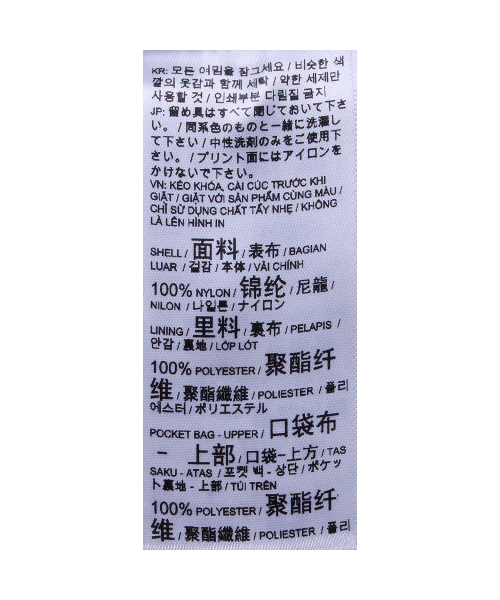 KR: 모든 여밈을 잠그세요 / 비슷한 색
깔의 옷감과 함께 세탁 / 약한 세제만
사용할 것 / 인쇄부분 다림질 금지
JP: 留め具はすべて閉じておいて下さ
い。/ 同系色のものと一緒に洗濯し
て下さい / 中性洗剤のみをご使用下
さい。/ プリント面にはアイロンを
かけないで下さい。
VN: KÉO KHÓA, CÀI CÚC TRƯỚC KHI
GIẶT / GIẶT VỚI SẢN PHẨM CÙNG MÀU /
CHỈ SỬ DỤNG CHẤT TẨY NHẸ / KHÔNG
LÀ LÊN HÌNH IN
SHELL / 面料 / 表布 / BAGIAN
LUAR / 겉감 / 本体 / VẢI CHÍNH
100% NYLON / 锦纶 / 尼龍 /
NILON / 나일론 / ナイロン
LINING / 里料 / 裏布 / PELAPIS /
안감 / 裏地 / LỚP LÓT
100% POLYESTER / 聚酯纤
维 / 聚酯纖維 / POLIESTER / 폴리
에스터 / ポリエステル
POCKET BAG - UPPER / 口袋布
- 上部 / 口袋-上方 / TAS
SAKU - ATAS / 포켓 백 - 상단 / ポケッ
ト裏地 - 上部 / TÚI TRÊN
100% POLYESTER / 聚酯纤
维 / 聚酯纖維 / POLIESTER / 폴리